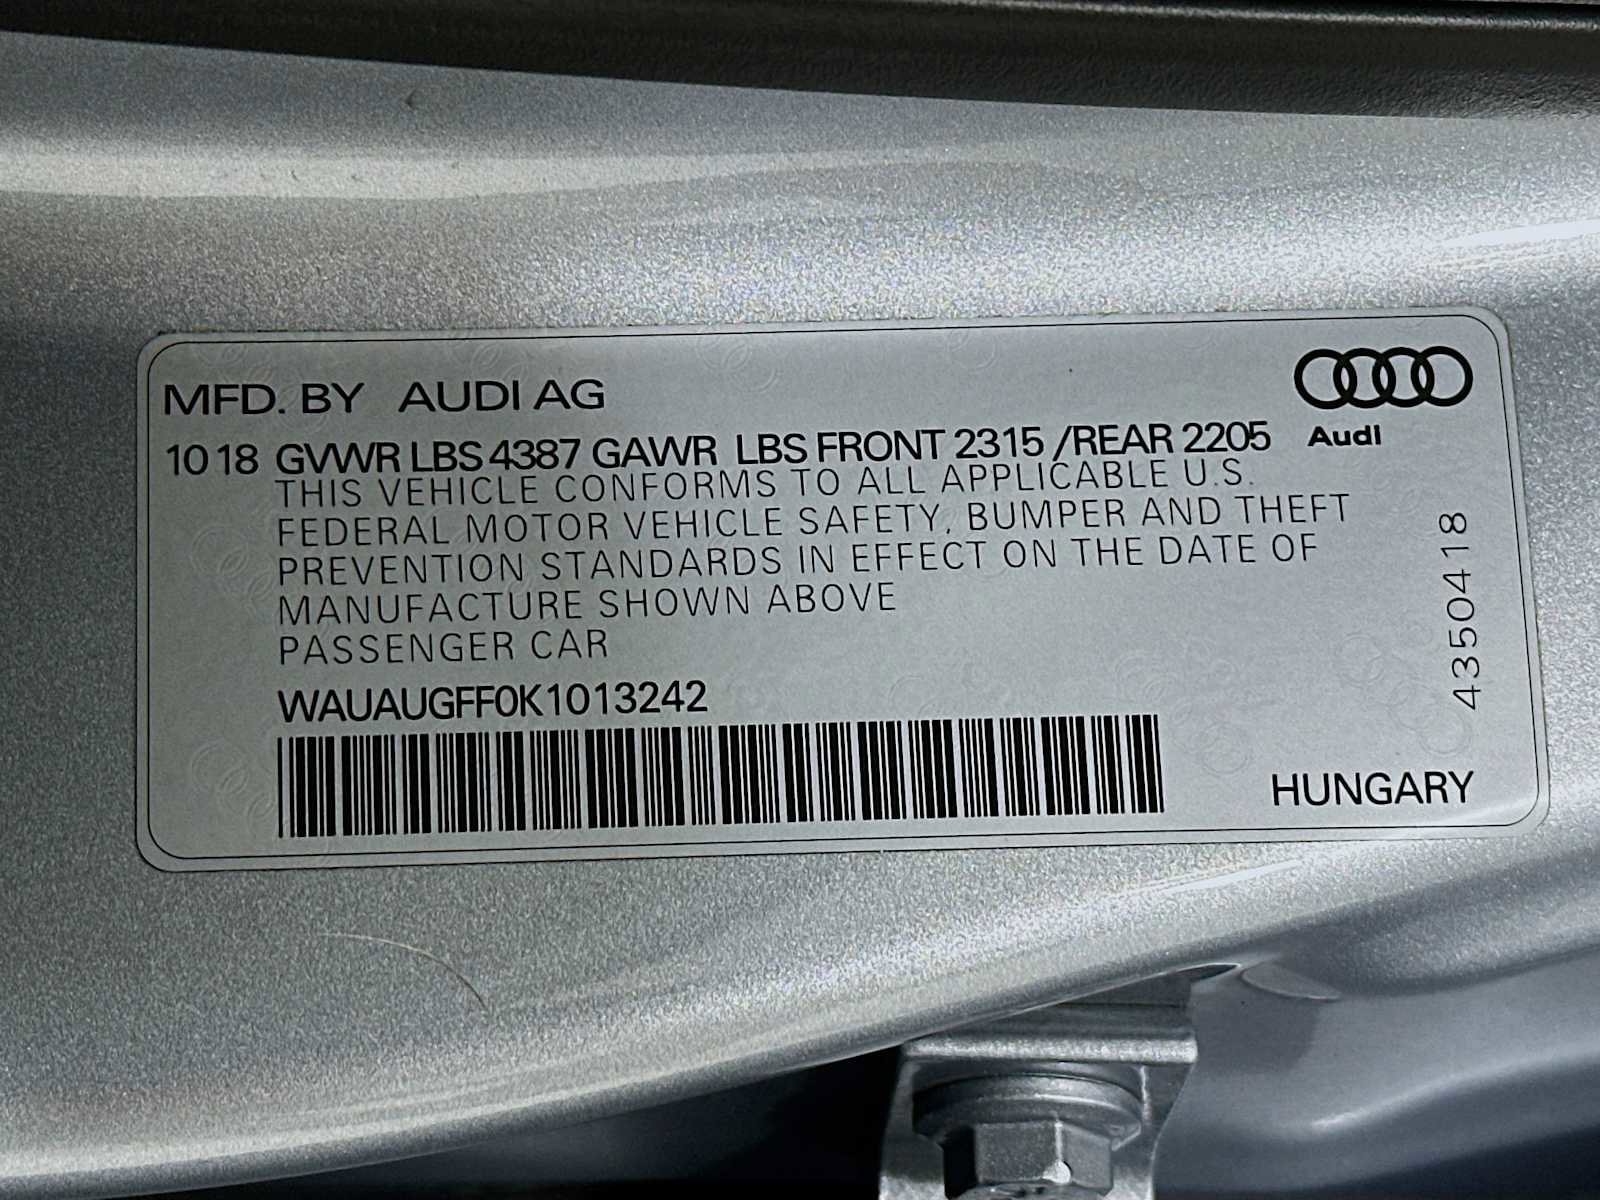 MFD. BY AUDI AG
Audi
10 18 GVWR LBS 4387 GAWR LBS FRONT 2315 /REAR 2205
THIS VEHICLE CONFORMS TO ALL APPLICABLE U.S.
FEDERAL MOTOR VEHICLE SAFETY, BUMPER AND THEFT
PREVENTION STANDARDS IN EFFECT ON THE DATE OF
MANUFACTURE SHOWN ABOVE
PASSENGER CAR
WAUAUGFF0K1013242
4350418
HUNGARY